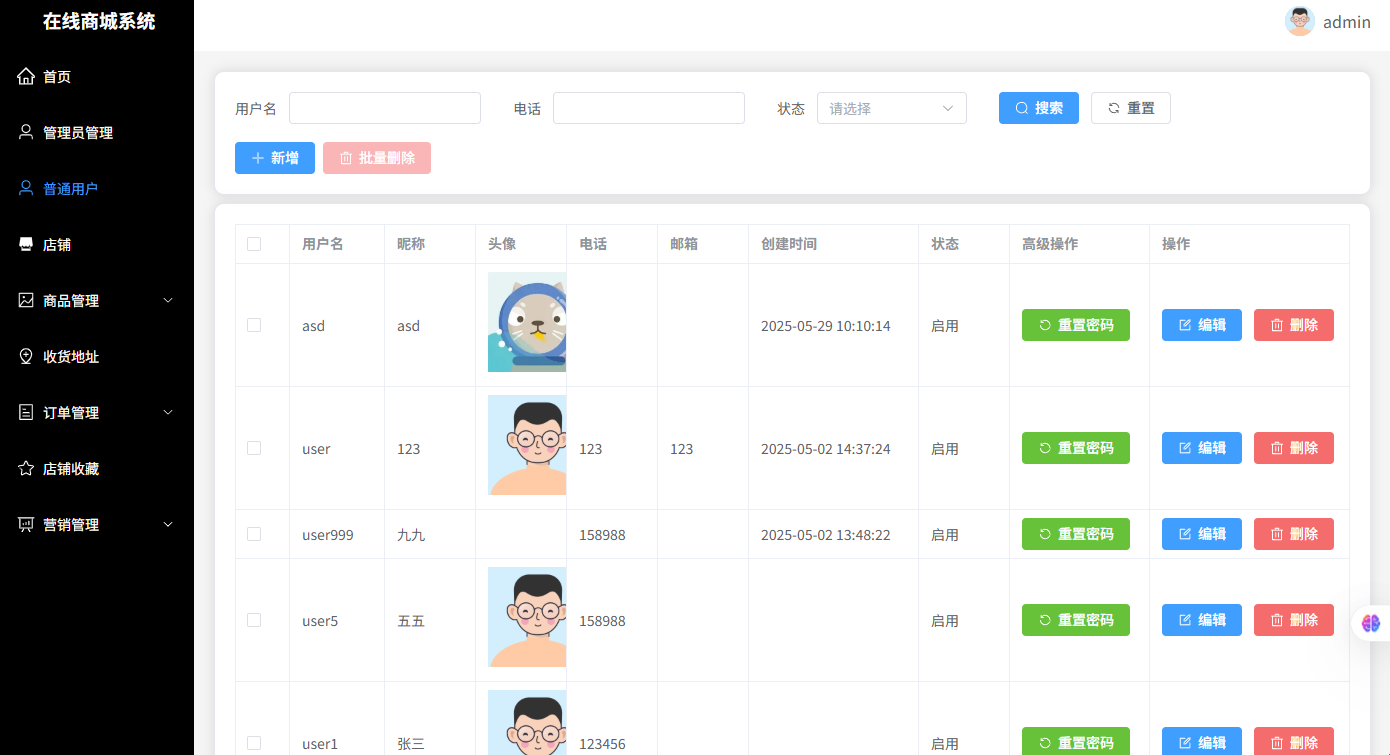 在线商城系统
admin
首页
管理员管理
普通用户
店铺
商品管理
收货地址
订单管理
店铺收藏
营销管理
用户名 电话 状态 请选择 搜索 重置
新增 批量删除
用户名 昵称 头像 电话 邮箱 创建时间 状态 高级操作 操作
asd asd 2025-05-29 10:10:14 启用 重置密码 编辑 删除
user 123 123 123 2025-05-02 14:37:24 启用 重置密码 编辑 删除
user999 九九 158988 2025-05-02 13:48:22 启用 重置密码 编辑 删除
user5 五五 158988 启用 重置密码 编辑 删除
user1 张三 123456 启用 重置密码 编辑 删除